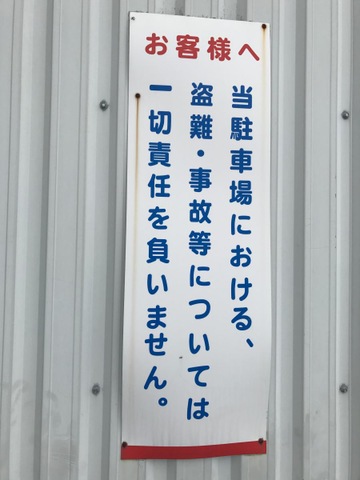 お客様へ
当駐車場における、
盗難・事故等については
一切責任を負いません。